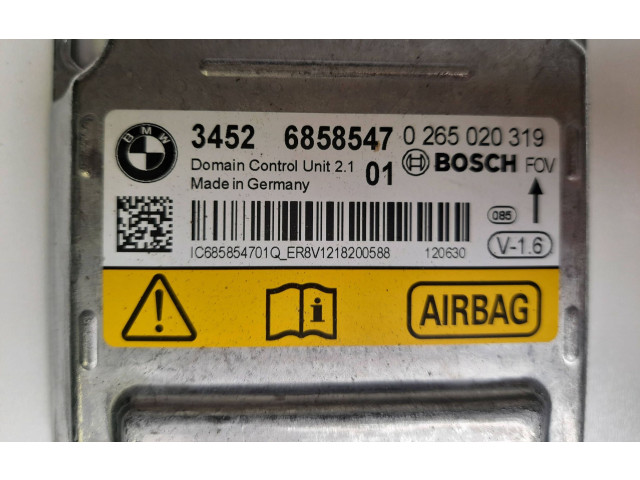 BMW
3452 6858547 0 265 020 319
Domain Control Unit 2.1 01 BOSCH FOV
Made in Germany
085
IC685854701Q_ER8V1218200588 120630
V-1.6
i
AIRBAG